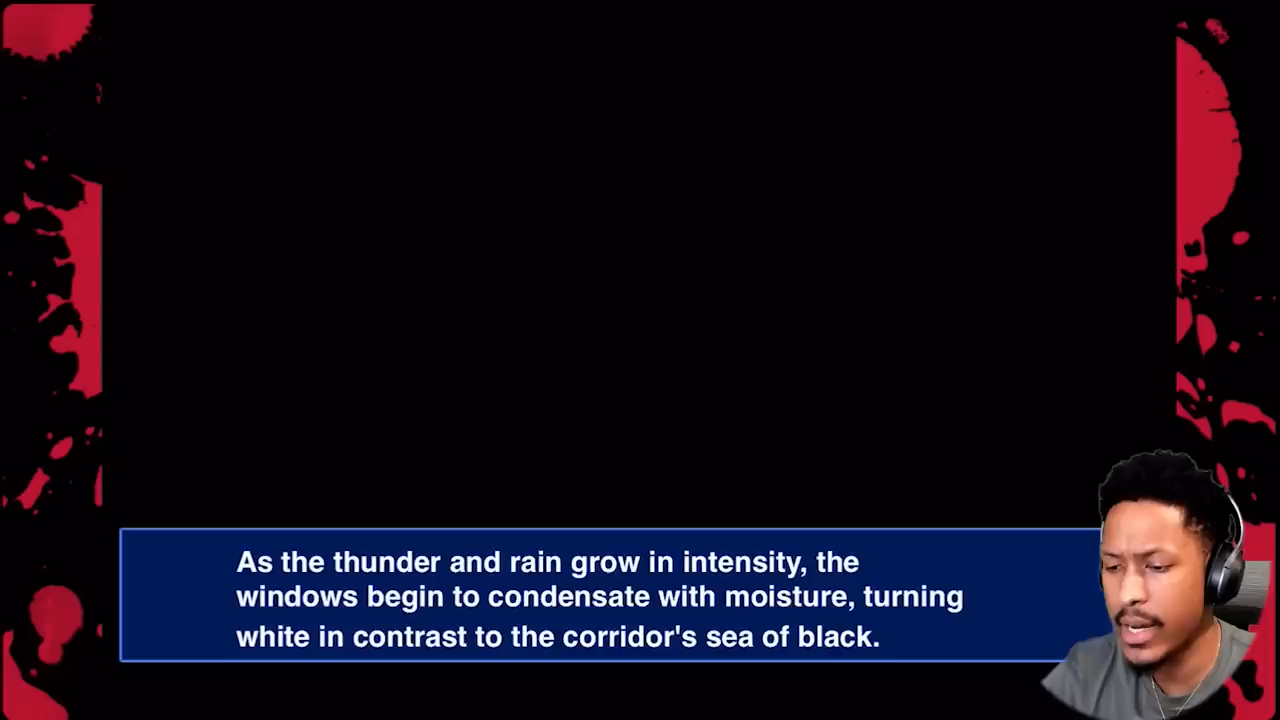 As the thunder and rain grow in intensity, the
windows begin to condensate with moisture, turning
white in contrast to the corridor's sea of black.